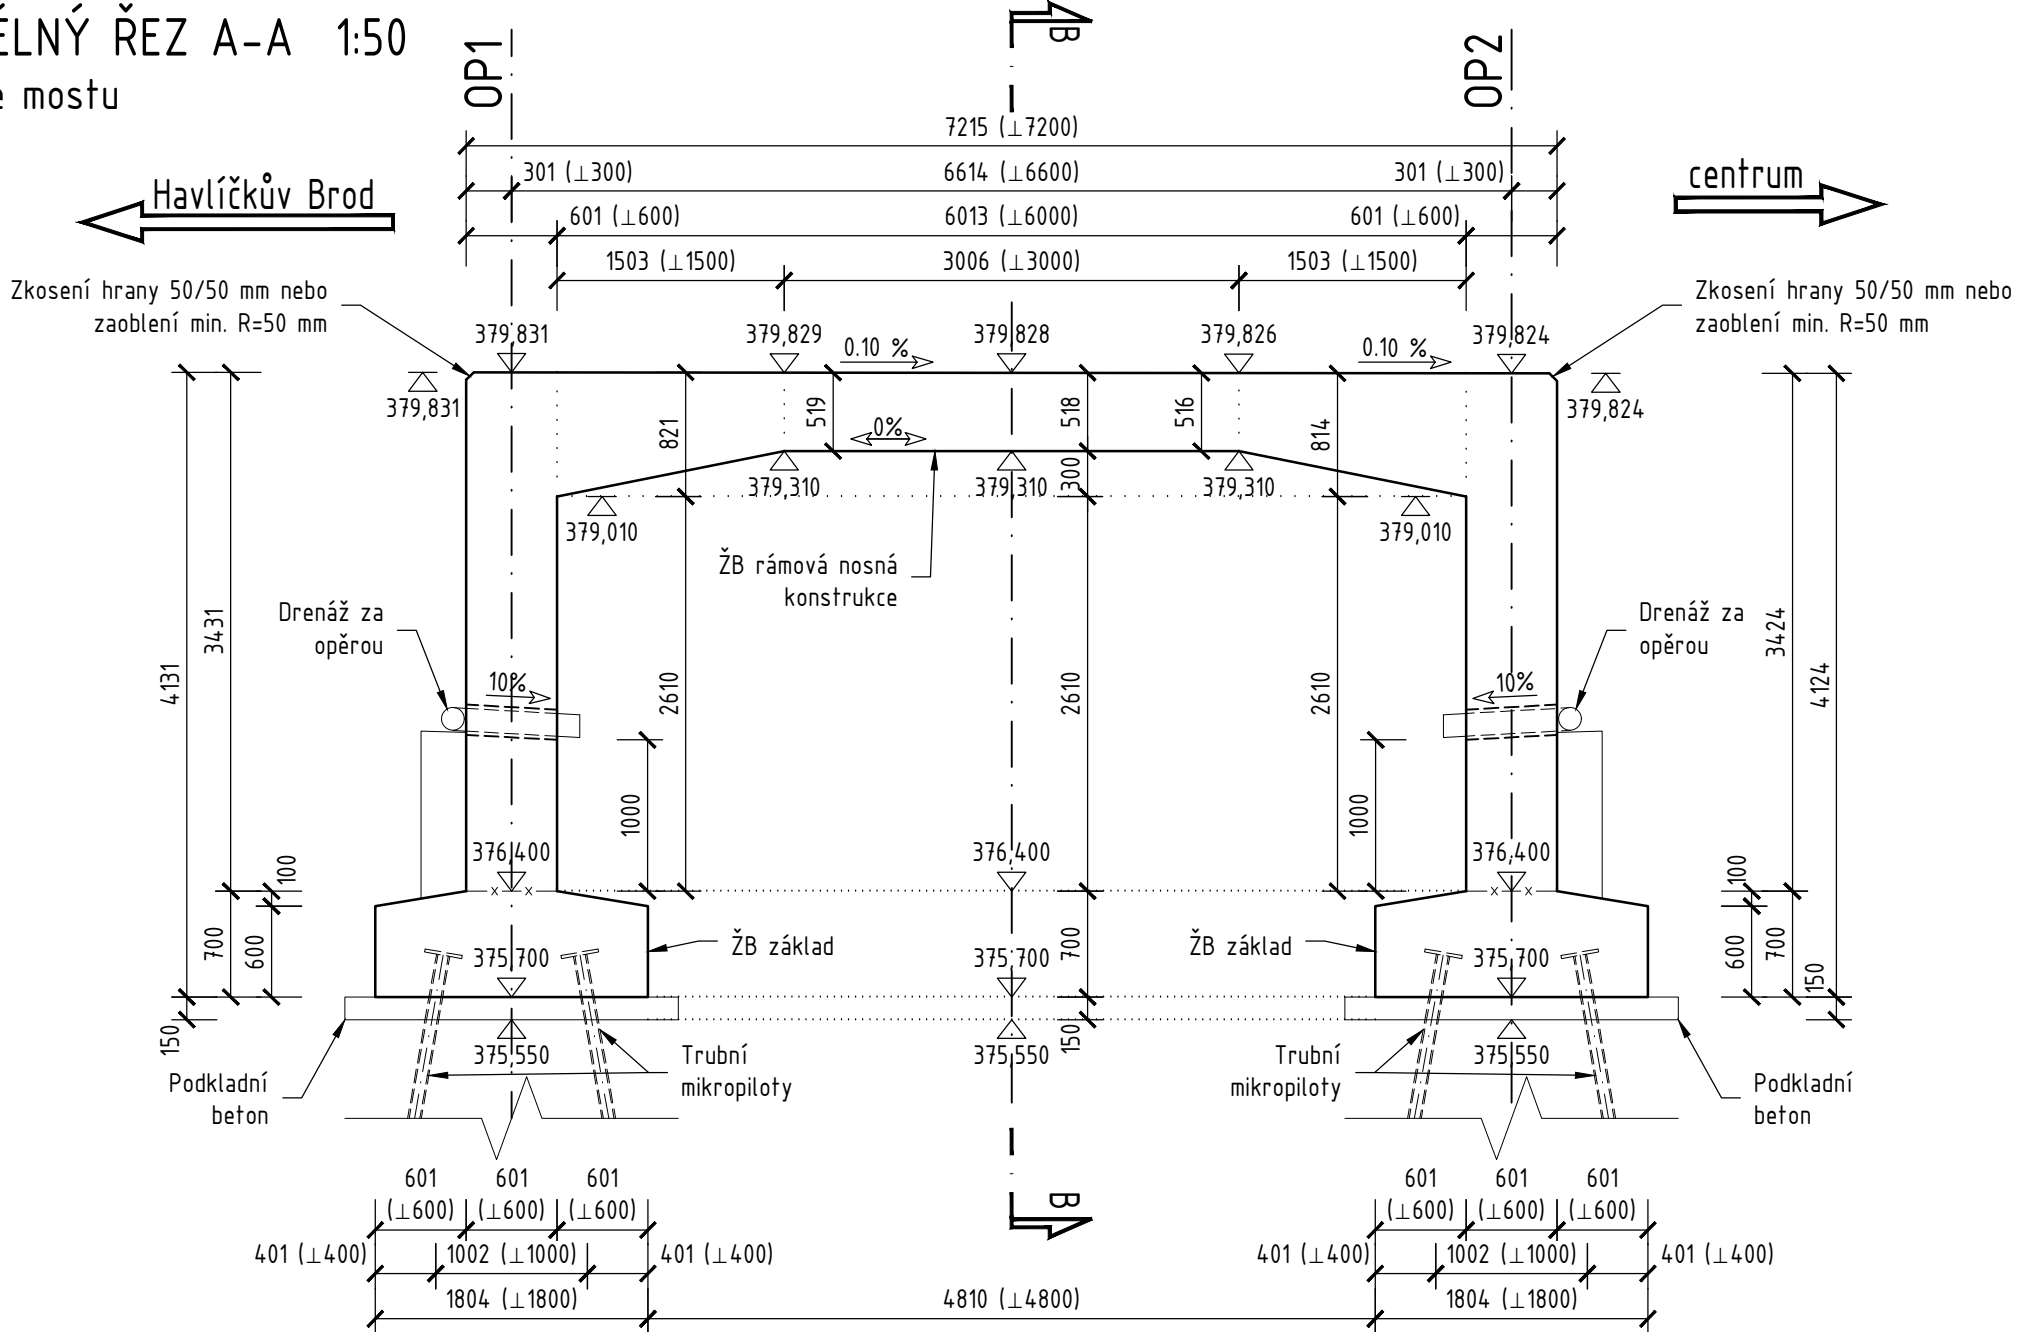 ĚLNÝ ŘEZ A-A 1:50
e mostu
OP1
OP2
B
7215 (⊥7200)
301 (⊥300)
6614 (⊥6600)
301 (⊥300)
Havlíčkův Brod
centrum
601 (⊥600)
6013 (⊥6000)
601 (⊥600)
1503 (⊥1500)
3006 (⊥3000)
1503 (⊥1500)
Zkosení hrany 50/50 mm nebo
zaoblení min. R=50 mm
Zkosení hrany 50/50 mm nebo
zaoblení min. R=50 mm
379,831
379,829
0.10 %
379,828
379,826
0.10 %
379,824
379,831
379,824
821
519
0%
518
516
814
300
379,310
379,310
379,310
379,010
379,010
ŽB rámová nosná
konstrukce
Drenáž za
opěrou
Drenáž za
opěrou
4131
3431
3424
4124
10%
2610
2610
2610
10%
1000
1000
376,400
376,400
376,400
100
100
700
600
600
700
150
ŽB základ
ŽB základ
375,700
375,700
700
375,700
150
150
375,550
375,550
375,550
Trubní
mikropiloty
Trubní
mikropiloty
Podkladní
beton
Podkladní
beton
601
(⊥600)
601
(⊥600)
601
(⊥600)
B
601
(⊥600)
601
(⊥600)
601
(⊥600)
401 (⊥400)
1002 (⊥1000)
401 (⊥400)
401 (⊥400)
1002 (⊥1000)
401 (⊥400)
1804 (⊥1800)
4810 (⊥4800)
1804 (⊥1800)